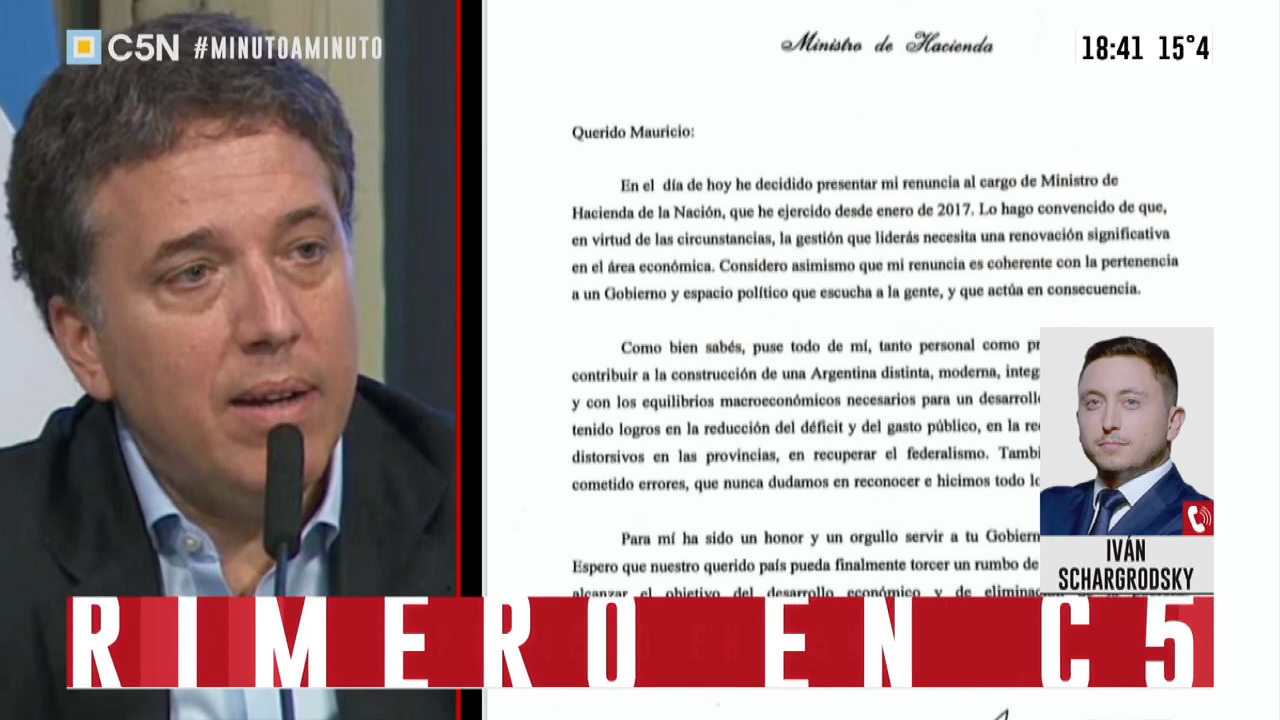 C5N #MINUTOAMINUTO
18:41 15°4
Ministro de Hacienda
Querido Mauricio:
En el día de hoy he decidido presentar mi renuncia al cargo de Ministro de
Hacienda de la Nación, que he ejercido desde enero de 2017. Lo hago convencido de que,
en virtud de las circunstancias, la gestión que liderás necesita una renovación significativa
en el área económica. Considero asimismo que mi renuncia es coherente con la pertenencia
a un Gobierno y espacio político que escucha a la gente, y que actúa en consecuencia.
Como bien sabés, puse todo de mí, tanto personal como
contribuir a la construcción de una Argentina distinta, moderna,
y con los equilibrios macroeconómicos necesarios para un
tenido logros en la reducción del déficit y del gasto público, en la
distorsivos en las provincias, en recuperar el federalismo.
cometido errores, que nunca dudamos en reconocer e hicimos todo
Para mí ha sido un honor y un orgullo servir a tu
Espero que nuestro querido país pueda finalmente torcer un rumbo de
alcanzar el objetivo del desarrollo económico y de
IVÁN
SCHARGRODSKY
RIMERO EN C5